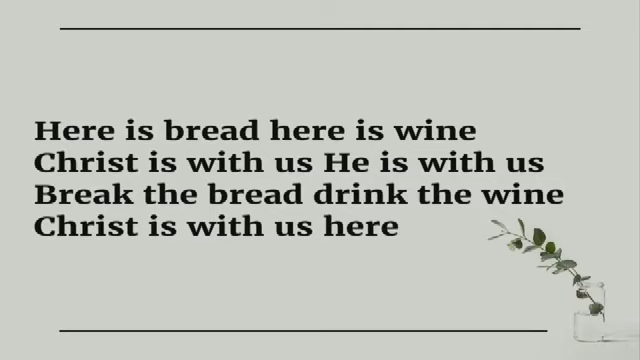 Here is bread here is wine
Christ is with us He is with us
Break the bread drink the wine
Christ is with us here